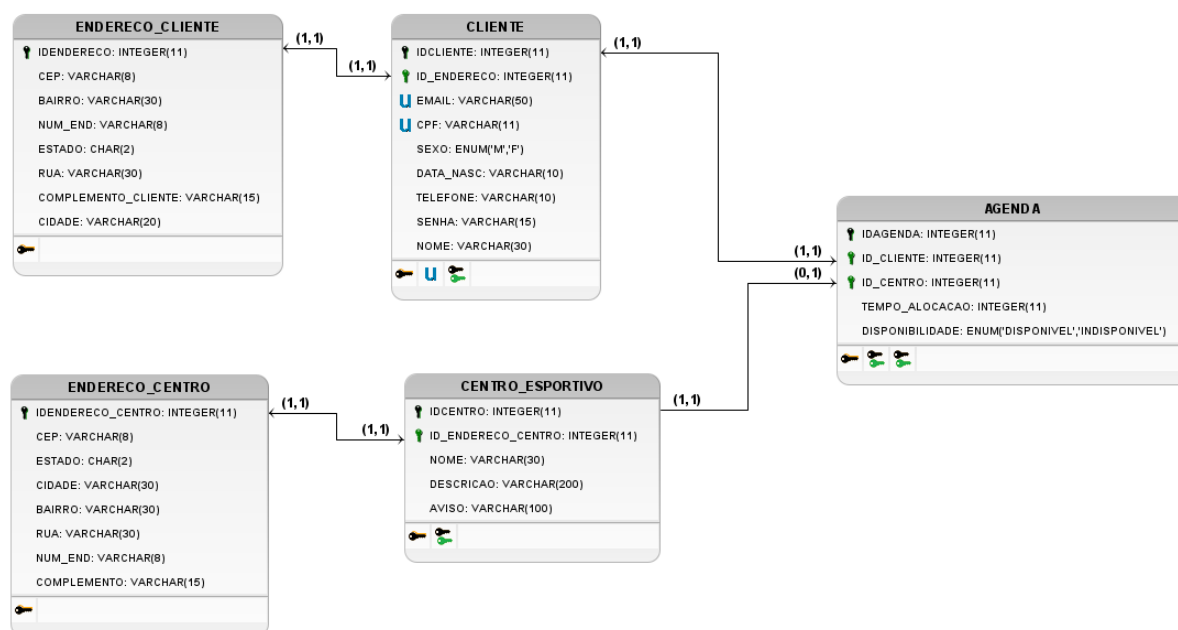 ENDERECO_CLIENTE
IDENDERECO: INTEGER(11)
CEP: VARCHAR(8)
BAIRRO: VARCHAR(30)
NUM_END: VARCHAR(8)
ESTADO: CHAR(2)
RUA: VARCHAR(30)
COMPLEMENTO_CLIENTE: VARCHAR(15)
CIDADE: VARCHAR(20)
(1,1)
(1,1)
CLIENTE
IDCLIENTE: INTEGER(11)
ID_ENDERECO: INTEGER(11)
U EMAIL: VARCHAR(50)
U CPF: VARCHAR(11)
SEXO: ENUM('M','F')
DATA_NASC: VARCHAR(10)
TELEFONE: VARCHAR(10)
SENHA: VARCHAR(15)
NOME: VARCHAR(30)
U
(1,1)
(1,1)
(0,1)
AGENDA
IDAGENDA: INTEGER(11)
ID_CLIENTE: INTEGER(11)
ID_CENTRO: INTEGER(11)
TEMPO_ALOCACAO: INTEGER(11)
DISPONIBILIDADE: ENUM('DISPONIVEL','INDISPONIVEL')
ENDERECO_CENTRO
IDENDERECO_CENTRO: INTEGER(11)
CEP: VARCHAR(8)
ESTADO: CHAR(2)
CIDADE: VARCHAR(30)
BAIRRO: VARCHAR(30)
RUA: VARCHAR(30)
NUM_END: VARCHAR(8)
COMPLEMENTO: VARCHAR(15)
(1,1)
(1,1)
CENTRO_ESPORTIVO
IDCENTRO: INTEGER(11)
ID_ENDERECO_CENTRO: INTEGER(11)
NOME: VARCHAR(30)
DESCRICAO: VARCHAR(200)
AVISO: VARCHAR(100)
(1,1)